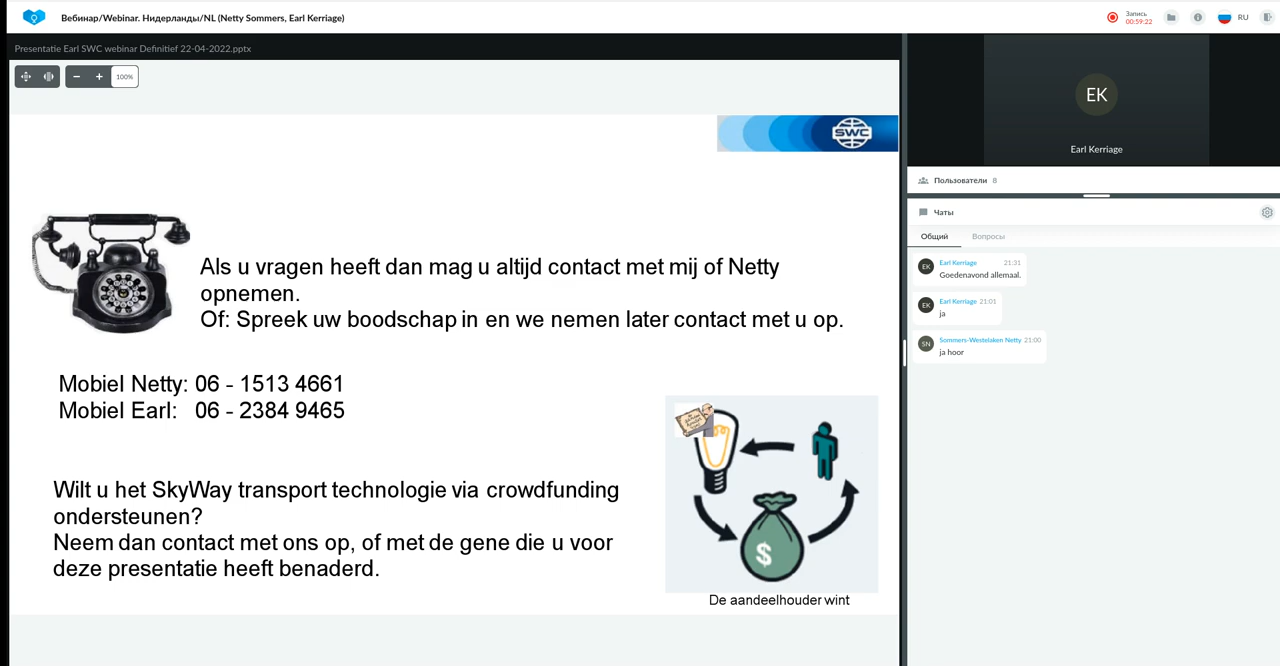 Вебинар/Webinar. Нидерланды/NL (Netty Sommers, Earl Kerriage)
Запись
00:59:22
RU
Presentatie Earl SWC webinar Definitief 22-04-2022.pptx
100%
SWC
Als u vragen heeft dan mag u altijd contact met mij of Netty
opnemen.
Of: Spreek uw boodschap in en we nemen later contact met u op.
Mobiel Netty: 06 - 1513 4661
Mobiel Earl: 06 - 2384 9465
Wilt u het SkyWay transport technologie via crowdfunding
ondersteunen?
Neem dan contact met ons op, of met de gene die u voor
deze presentatie heeft benaderd.
$
De aandeelhouder wint
EK
Earl Kerriage
Пользователи 8
Чаты
Общий Вопросы
EK
Earl Kerriage 21:31
Goedenavond allemaal.
EK
Earl Kerriage 21:01
ja
SN
Sommers-Westelaken Netty 21:00
ja hoor